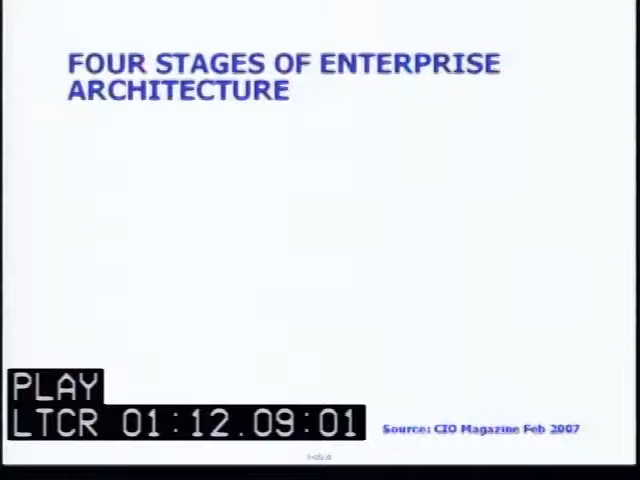 FOUR STAGES OF ENTERPRISE
ARCHITECTURE
PLAY
LTCR 01:12.09:01
Source: CIO Magazine Feb 2007